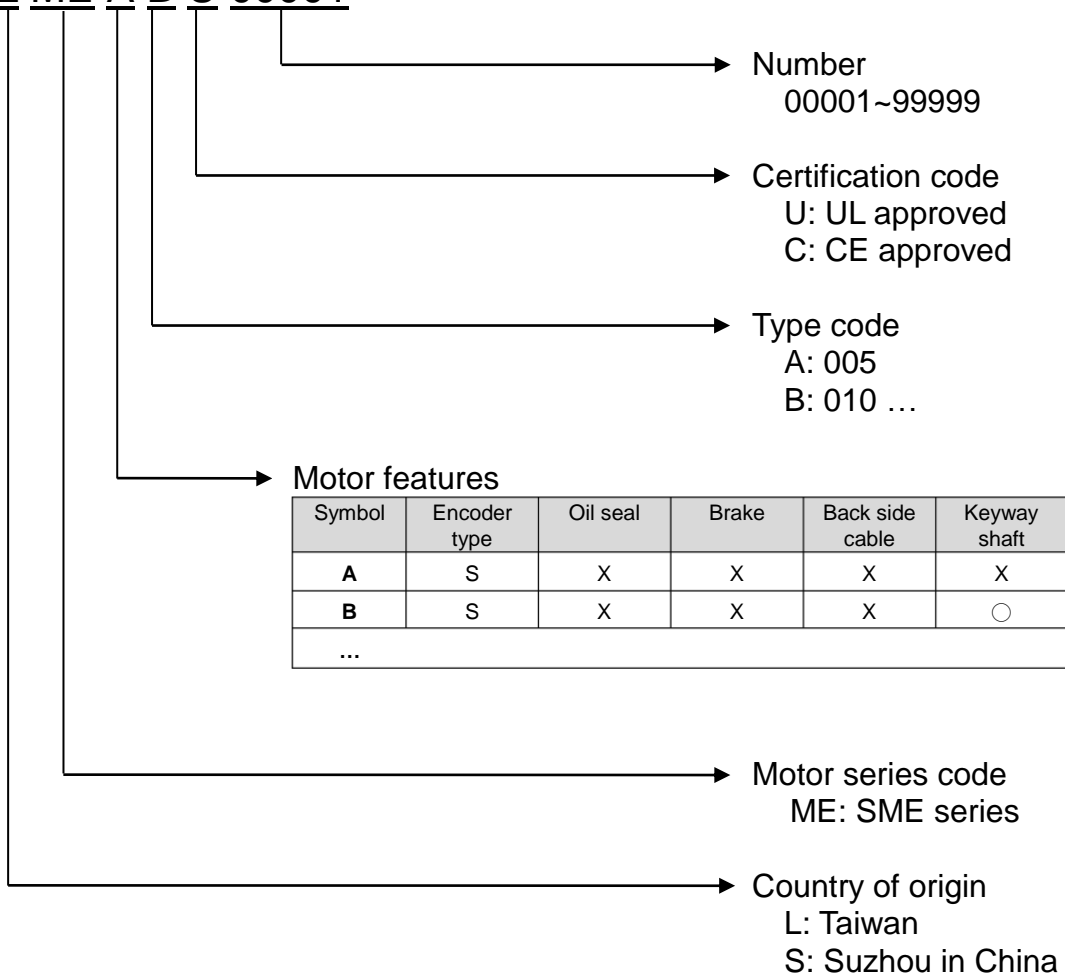 Number
00001~99999
Certification code
U: UL approved
C: CE approved
Type code
A: 005
B: 010 …
Motor features
Symbol Encoder type Oil seal Brake Back side cable Keyway shaft
A S X X X X
B S X X X ○
…
Motor series code
ME: SME series
Country of origin
L: Taiwan
S: Suzhou in China